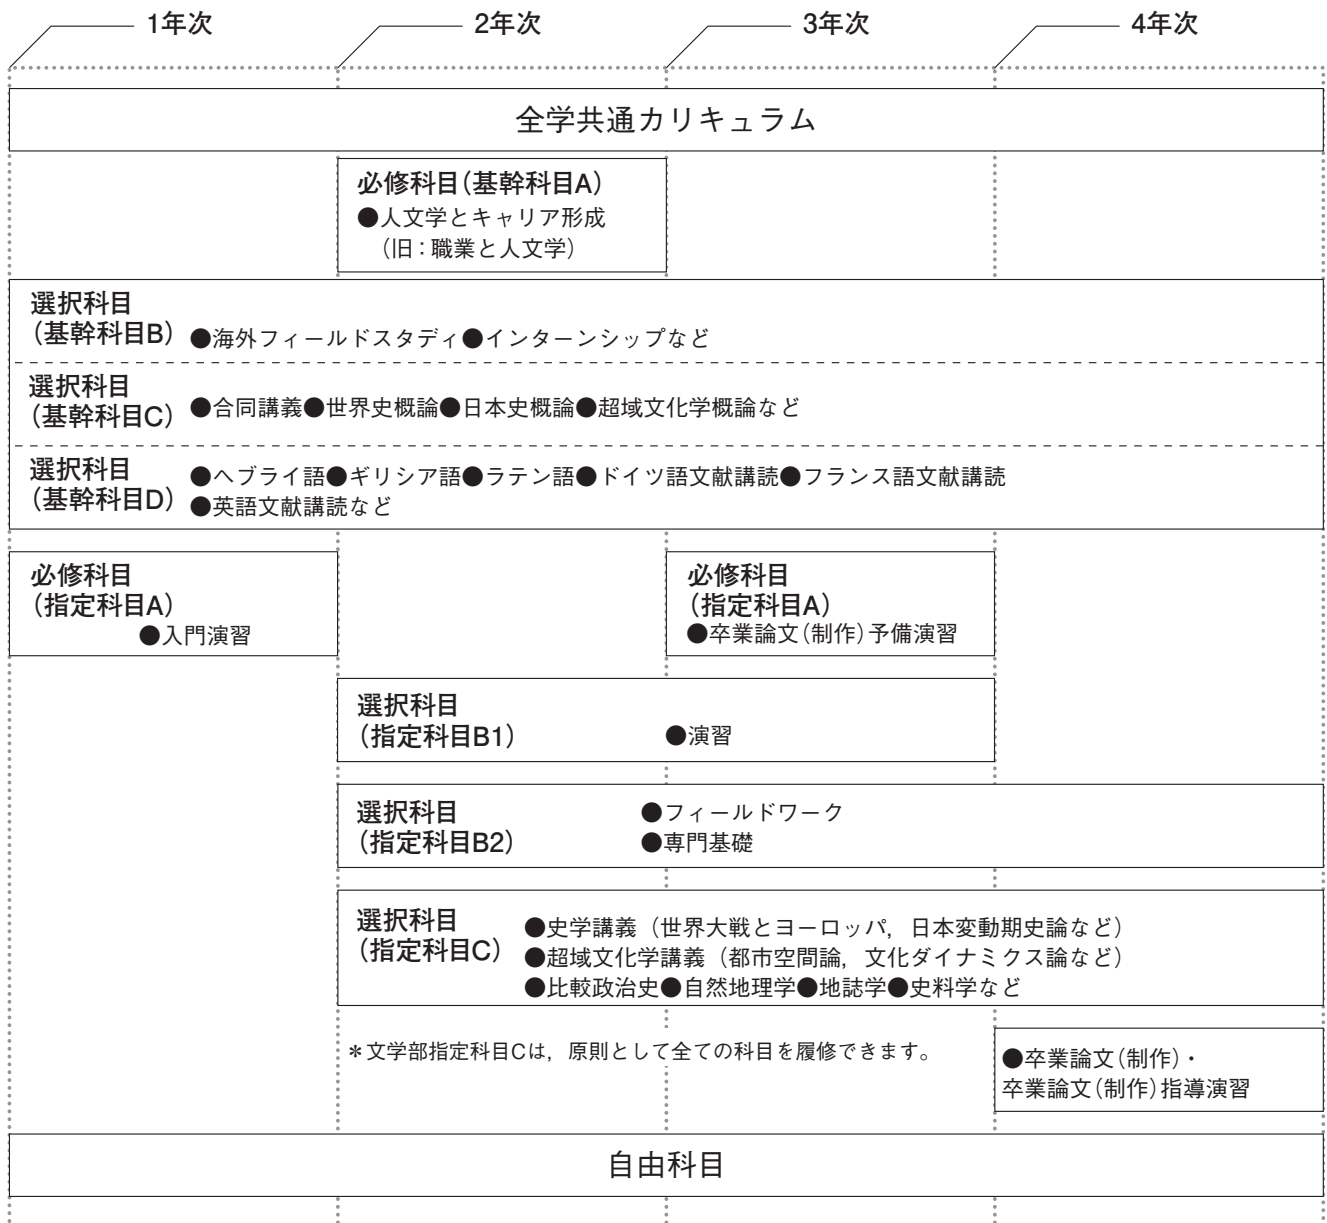 1年次 2年次 3年次 4年次
全学共通カリキュラム
必修科目(基幹科目A)
●人文学とキャリア形成
(旧:職業と人文学)
選択科目
(基幹科目B) ●海外フィールドスタディ●インターンシップなど
選択科目
(基幹科目C) ●合同講義●世界史概論●日本史概論●超域文化学概論など
選択科目
(基幹科目D) ●ヘブライ語●ギリシア語●ラテン語●ドイツ語文献講読●フランス語文献講読
●英語文献講読など
必修科目
(指定科目A)
●入門演習
必修科目
(指定科目A)
●卒業論文(制作)予備演習
選択科目
(指定科目B1) ●演習
選択科目
(指定科目B2)
●フィールドワーク
●専門基礎
選択科目
(指定科目C)
●史学講義(世界大戦とヨーロッパ,日本変動期史論など)
●超域文化学講義(都市空間論,文化ダイナミクス論など)
●比較政治史●自然地理学●地誌学●史料学など
*文学部指定科目Cは,原則として全ての科目を履修できます。
●卒業論文(制作)・
卒業論文(制作)指導演習
自由科目